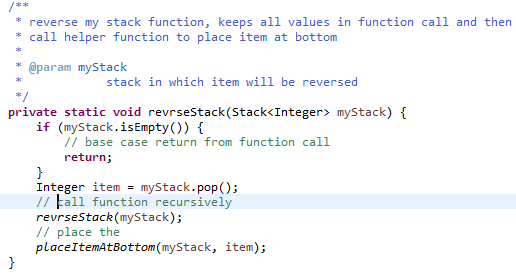 /**
 * reverse my stack function, keeps all values in function call and then
 * call helper function to place item at bottom
 *
 * @param myStack
 *            stack in which item will be reversed
 */
private static void revrseStack(Stack<Integer> myStack) {
    if (myStack.isEmpty()) {
        // base case return from function call
        return;
    }
    Integer item = myStack.pop();
    // call function recursively
    revrseStack(myStack);
    // place the
    placeItemAtBottom(myStack, item);
}